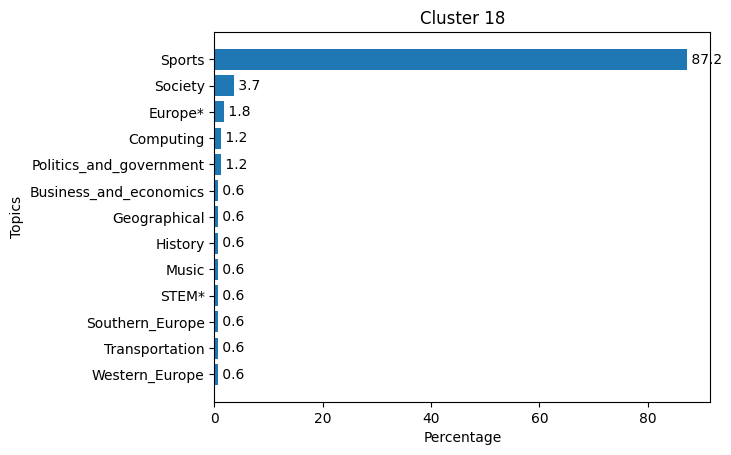 Cluster 18
Topics
Sports 87.2
Society 3.7
Europe* 1.8
Computing 1.2
Politics_and_government 1.2
Business_and_economics 0.6
Geographical 0.6
History 0.6
Music 0.6
STEM* 0.6
Southern_Europe 0.6
Transportation 0.6
Western_Europe 0.6
0 20 40 60 80
Percentage